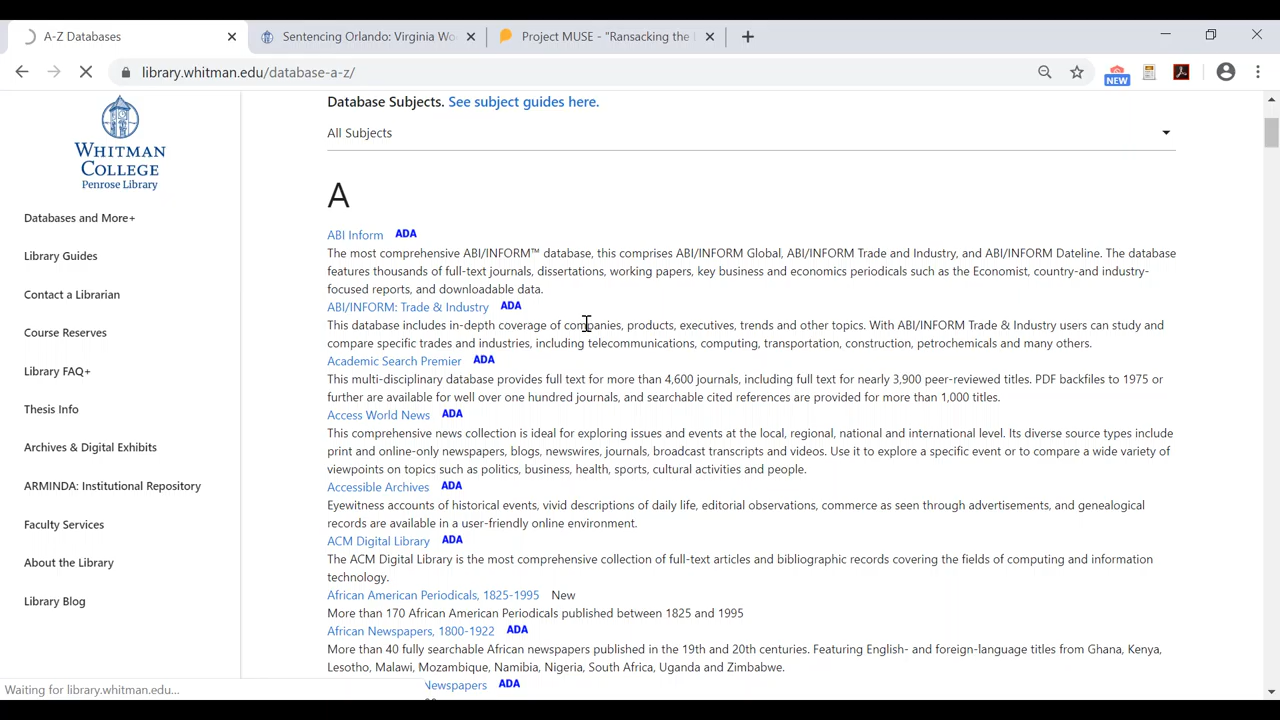 A-Z Databases
Sentencing Orlando: Virginia Wo
Project MUSE - "Ransacking the
library.whitman.edu/database-a-z/
NEW
WHITMAN
COLLEGE
Penrose Library
Databases and More+
Library Guides
Contact a Librarian
Course Reserves
Library FAQ+
Thesis Info
Archives & Digital Exhibits
ARMINDA: Institutional Repository
Faculty Services
About the Library
Library Blog
Database Subjects. See subject guides here.
All Subjects
A
ABI Inform ADA
The most comprehensive ABI/INFORM™ database, this comprises ABI/INFORM Global, ABI/INFORM Trade and Industry, and ABI/INFORM Dateline. The database
features thousands of full-text journals, dissertations, working papers, key business and economics periodicals such as the Economist, country-and industry-
focused reports, and downloadable data.
ABI/INFORM: Trade & Industry ADA
This database includes in-depth coverage of companies, products, executives, trends and other topics. With ABI/INFORM Trade & Industry users can study and
compare specific trades and industries, including telecommunications, computing, transportation, construction, petrochemicals and many others.
Academic Search Premier ADA
This multi-disciplinary database provides full text for more than 4,600 journals, including full text for nearly 3,900 peer-reviewed titles. PDF backfiles to 1975 or
further are available for well over one hundred journals, and searchable cited references are provided for more than 1,000 titles.
Access World News ADA
This comprehensive news collection is ideal for exploring issues and events at the local, regional, national and international level. Its diverse source types include
print and online-only newspapers, blogs, newswires, journals, broadcast transcripts and videos. Use it to explore a specific event or to compare a wide variety of
viewpoints on topics such as politics, business, health, sports, cultural activities and people.
Accessible Archives ADA
Eyewitness accounts of historical events, vivid descriptions of daily life, editorial observations, commerce as seen through advertisements, and genealogical
records are available in a user-friendly online environment.
ACM Digital Library ADA
The ACM Digital Library is the most comprehensive collection of full-text articles and bibliographic records covering the fields of computing and information
technology.
African American Periodicals, 1825-1995 New
More than 170 African American Periodicals published between 1825 and 1995
African Newspapers, 1800-1922 ADA
More than 40 fully searchable African newspapers published in the 19th and 20th centuries. Featuring English- and foreign-language titles from Ghana, Kenya,
Lesotho, Malawi, Mozambique, Namibia, Nigeria, South Africa, Uganda and Zimbabwe.
Newspapers ADA
Waiting for library.whitman.edu...